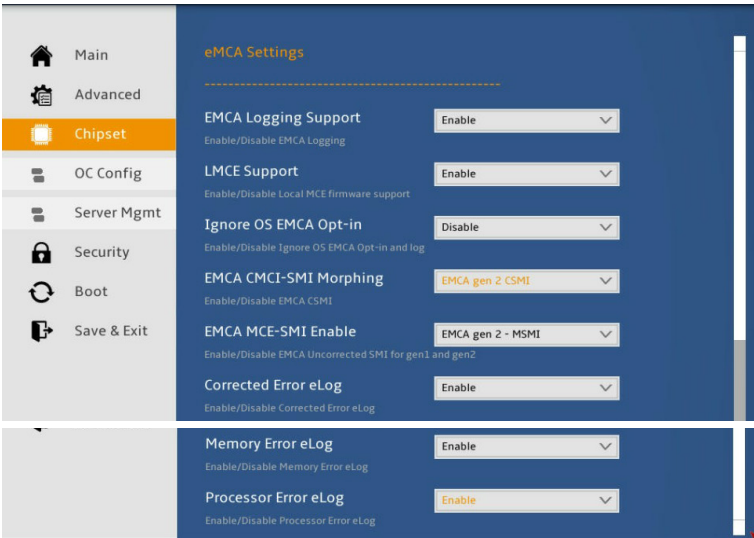 Main
Advanced
Chipset
OC Config
Server Mgmt
Security
Boot
Save & Exit
eMCA Settings
------------------------------------------------
EMCA Logging Support
Enable
Enable/Disable EMCA Logging
LMCE Support
Enable
Enable/Disable Local MCE firmware support
Ignore OS EMCA Opt-in
Disable
Enable/Disable Ignore OS EMCA Opt-in and log
EMCA CMCI-SMI Morphing
EMCA gen 2 CSMI
Enable/Disable EMCA CSMI
EMCA MCE-SMI Enable
EMCA gen 2 - MSMI
Enable/Disable EMCA Uncorrected SMI for gen1 and gen2
Corrected Error eLog
Enable
Enable/Disable Corrected Error eLog
Memory Error eLog
Enable
Enable/Disable Memory Error eLog
Processor Error eLog
Enable
Enable/Disable Processor Error eLog